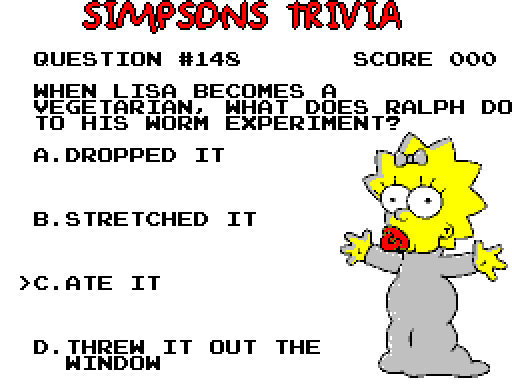 SIMPSONS TRIVIA
QUESTION #148 SCORE 000
WHEN LISA BECOMES A
VEGETARIAN, WHAT DOES RALPH DO
TO HIS WORM EXPERIMENT?
A.DROPPED IT
B.STRETCHED IT
>C.ATE IT
D.THREW IT OUT THE
WINDOW